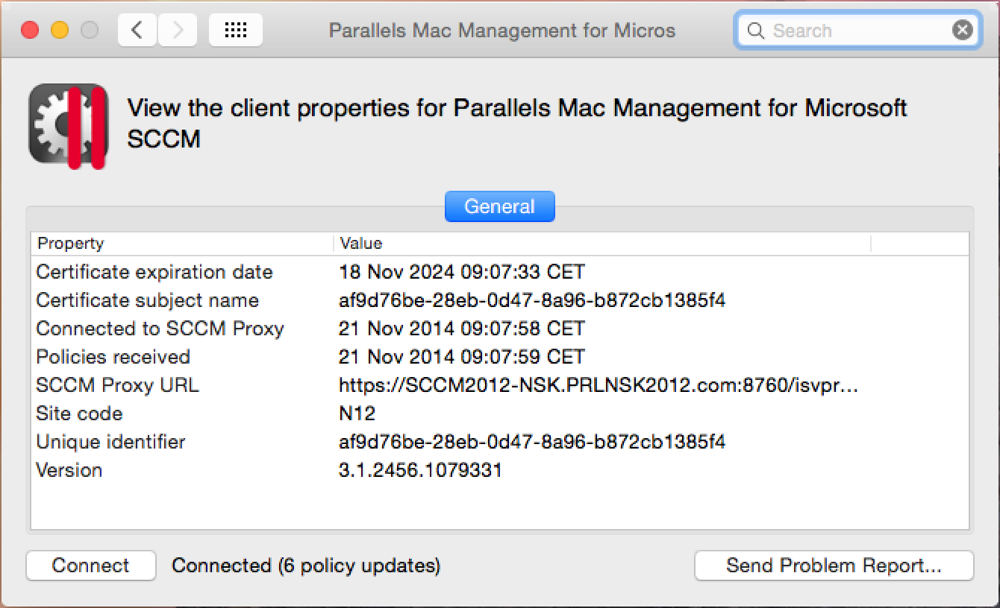 Parallels Mac Management for Micros
Search
View the client properties for Parallels Mac Management for Microsoft
SCCM
General
Property Value
Certificate expiration date 18 Nov 2024 09:07:33 CET
Certificate subject name af9d76be-28eb-0d47-8a96-b872cb1385f4
Connected to SCCM Proxy 21 Nov 2014 09:07:58 CET
Policies received 21 Nov 2014 09:07:59 CET
SCCM Proxy URL https://SCCM2012-NSK.PRLNSK2012.com:8760/isvpr...
Site code N12
Unique identifier af9d76be-28eb-0d47-8a96-b872cb1385f4
Version 3.1.2456.1079331
Connect Connected (6 policy updates) Send Problem Report...